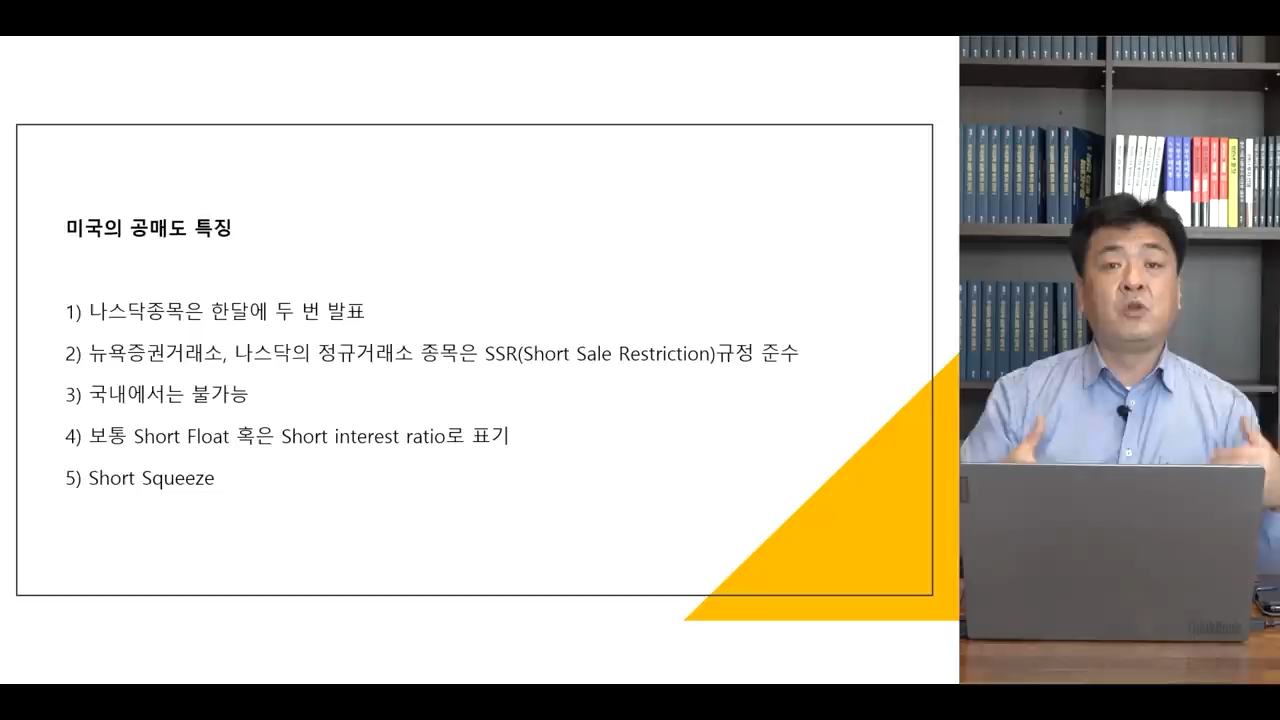 미국의 공매도 특징
1) 나스닥종목은 한달에 두 번 발표
2) 뉴욕증권거래소, 나스닥의 정규거래소 종목은 SSR(Short Sale Restriction)규정 준수
3) 국내에서는 불가능
4) 보통 Short Float 혹은 Short interest ratio로 표기
5) Short Squeeze
ThinkBook